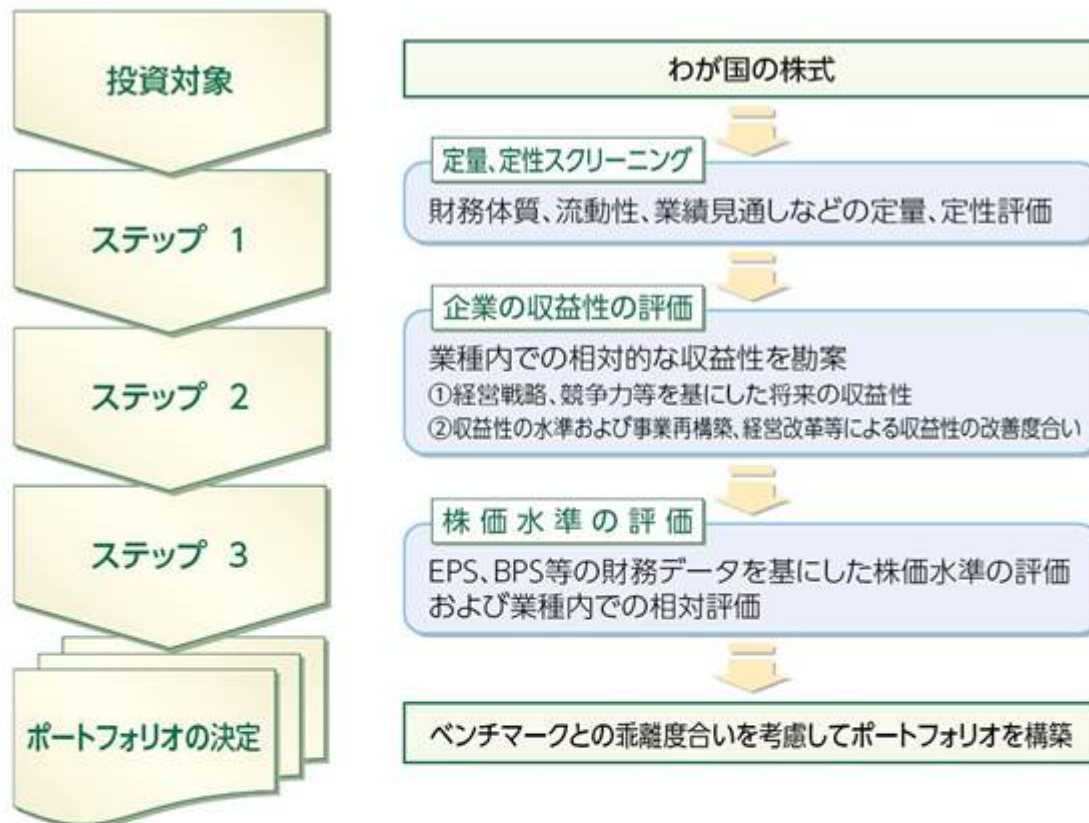 投資対象
わが国の株式
ステップ 1
定量、定性スクリーニング
財務体質、流動性、業績見通しなどの定量、定性評価
ステップ 2
企業の収益性の評価
業種内での相対的な収益性を勘案
①経営戦略、競争力等を基にした将来の収益性
②収益性の水準および事業再構築、経営改革等による収益性の改善度合い
ステップ 3
株価水準の評価
EPS、BPS等の財務データを基にした株価水準の評価
および業種内での相対評価
ポートフォリオの決定
ベンチマークとの乖離度合いを考慮してポートフォリオを構築